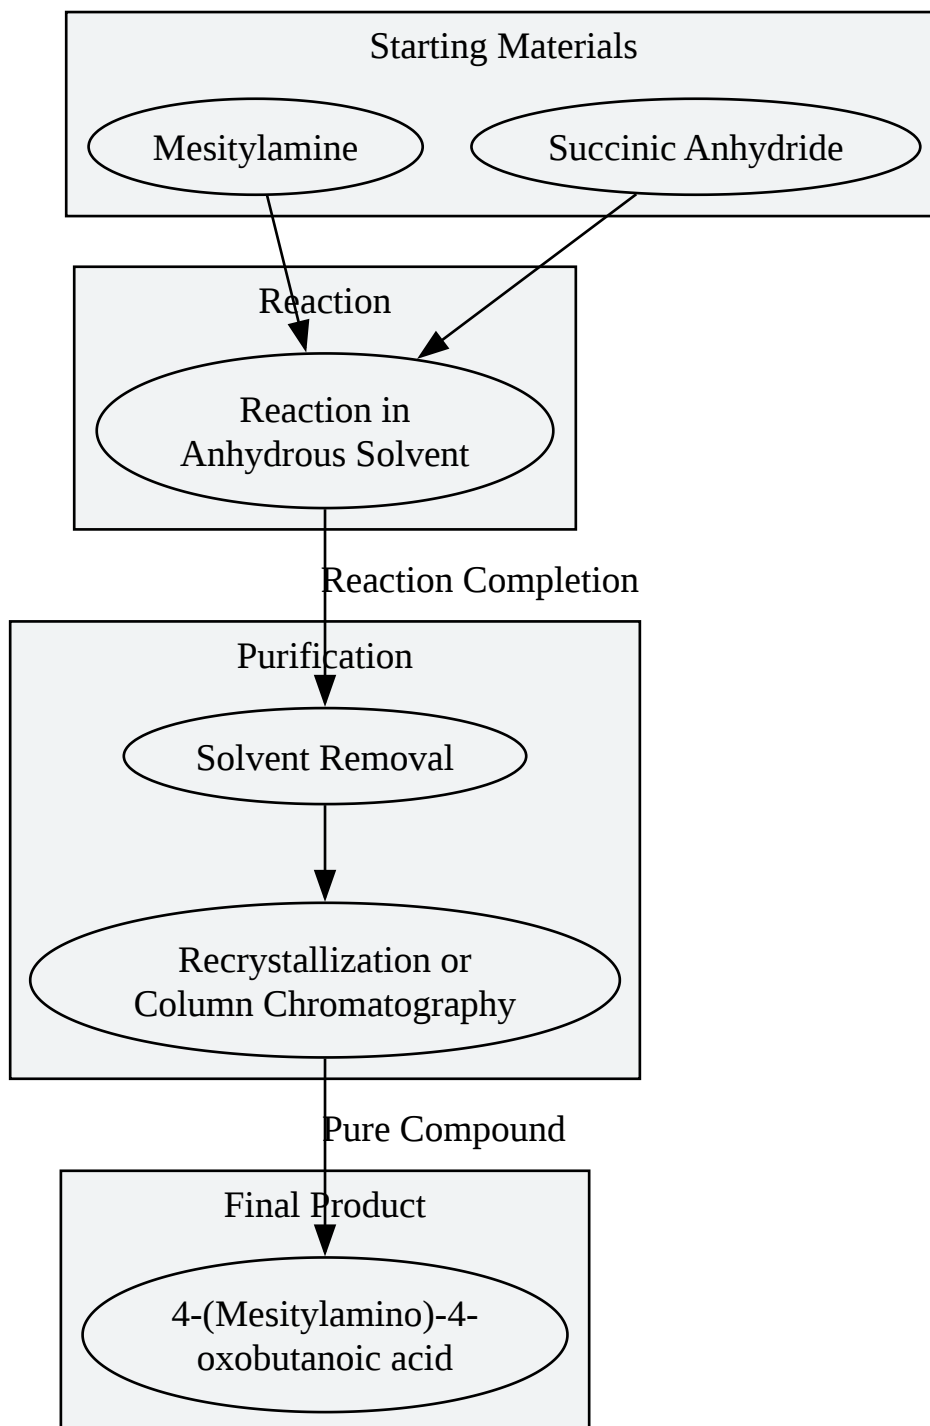 Starting Materials
Mesitylamine
Succinic Anhydride
Reaction
Reaction in
Anhydrous Solvent
Reaction Completion
Purification
Solvent Removal
Recrystallization or
Column Chromatography
Pure Compound
Final Product
4-(Mesitylamino)-4-
oxobutanoic acid